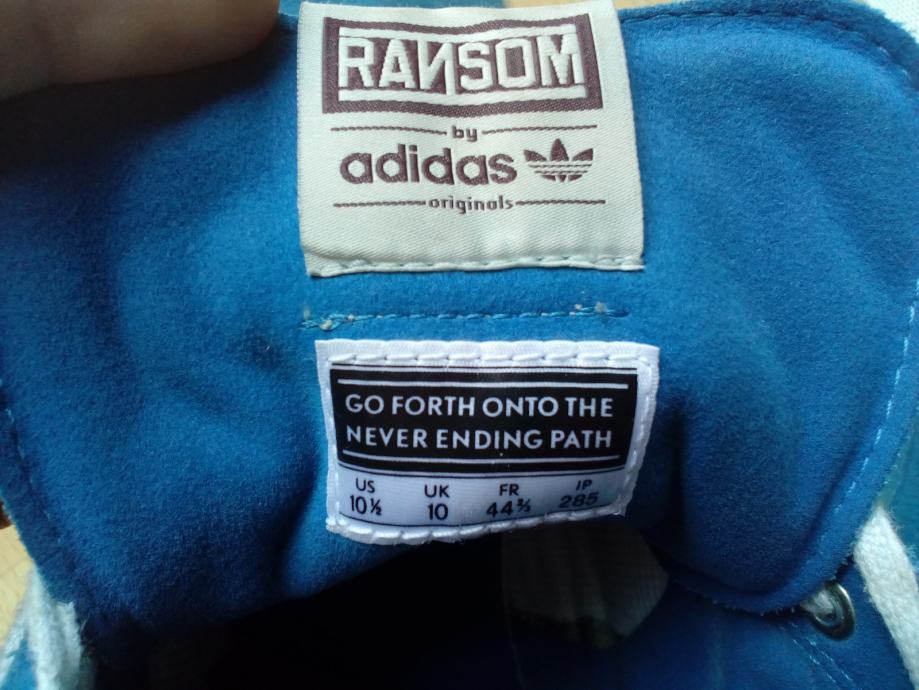 RANSOM
by
adidas
originals
GO FORTH ONTO THE
NEVER ENDING PATH
US UK FR JP
10½ 10 44⅔ 285